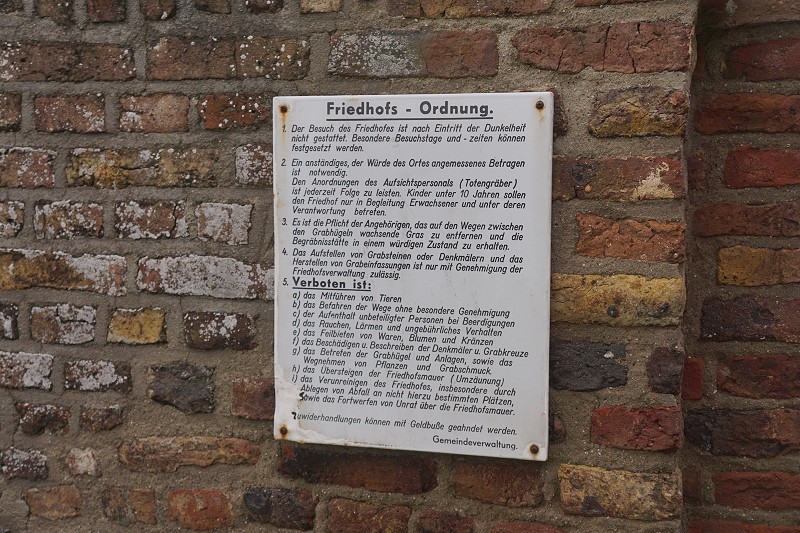 Friedhofs - Ordnung.
1. Der Besuch des Friedhofes ist nach Eintritt der Dunkelheit
nicht gestattet. Besondere Besuchstage und - zeiten können
festgesetzt werden.
2. Ein anständiges, der Würde des Ortes angemessenes Betragen
ist notwendig.
Den Anordnungen des Aufsichtspersonals (Totengräber)
ist jederzeit Folge zu leisten. Kinder unter 10 Jahren sollen
den Friedhof nur in Begleitung Erwachsener und unter deren
Verantwortung betreten.
3. Es ist die Pflicht der Angehörigen, das auf den Wegen zwischen
den Grabhügeln wachsende Gras zu entfernen und die
Begräbnisstätte in einem würdigen Zustand zu erhalten.
4. Das Aufstellen von Grabsteinen oder Denkmälern und das
Herstellen von Grabeinfassungen ist nur mit Genehmigung der
Friedhofsverwaltung zulässig.
5. Verboten ist:
a) das Mitführen von Tieren
b) das Befahren der Wege ohne besondere Genehmigung
c) der Aufenthalt unbeteiligter Personen bei Beerdigungen
d) das Rauchen, Lärmen und ungebührliches Verhalten
e) das Feilbieten von Waren, Blumen und Kränzen
f) das Beschädigen u. Beschreiben der Denkmäler u. Grabkreuze
g) das Betreten der Grabhügel und Anlagen, sowie das
Wegnehmen von Pflanzen und Grabschmuck.
h) das Übersteigen der Friedhofsmauer (Umzäunung)
i) das Verunreinigen des Friedhofes, insbesondere durch
Ablegen von Abfall an nicht hierzu bestimmten Plätzen,
Sowie das Fortwerfen von Unrat über die Friedhofsmauer.
Zuwiderhandlungen können mit Geldbuße geahndet werden.
Gemeindeverwaltung.